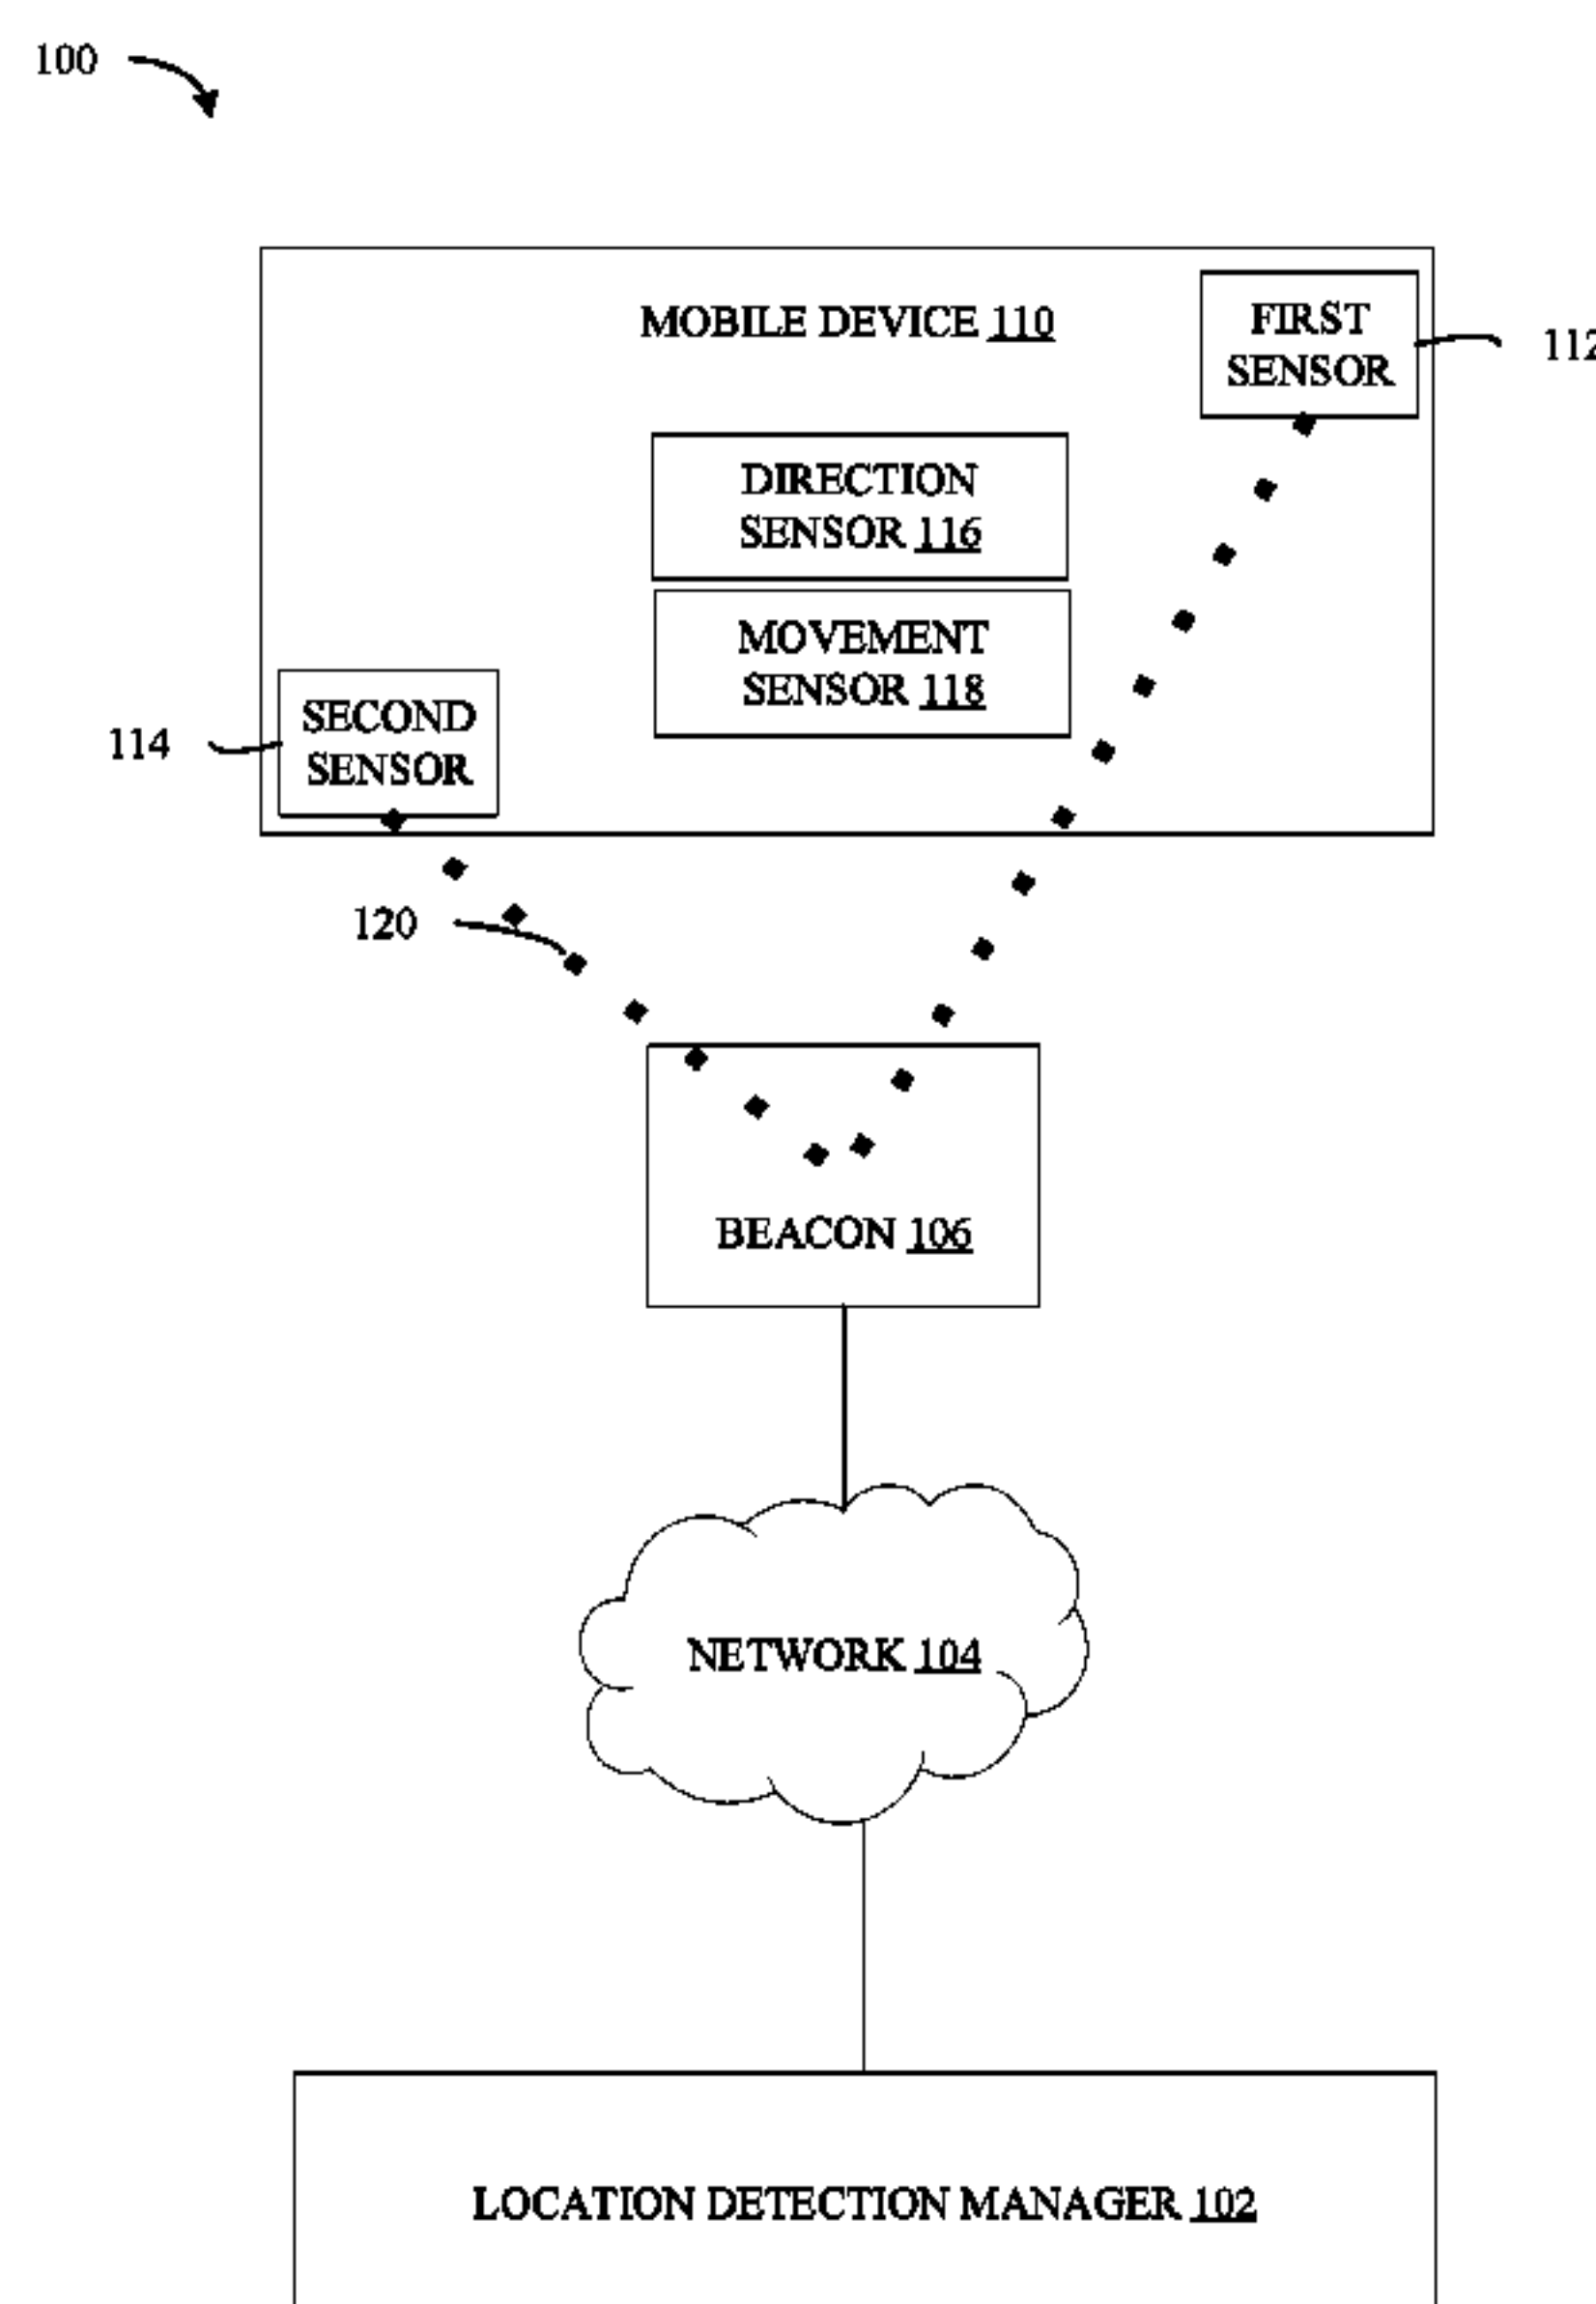 100
MOBILE DEVICE 110
FIRST
SENSOR
112
DIRECTION
SENSOR 116
MOVEMENT
SENSOR 118
SECOND
SENSOR
114
120
BEACON 106
NETWORK 104
LOCATION DETECTION MANAGER 102